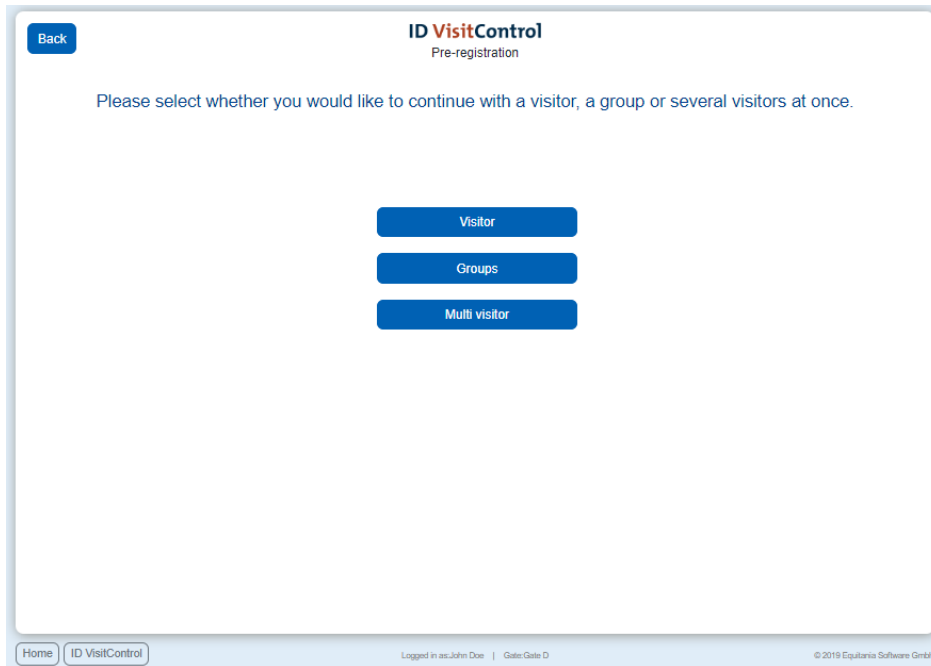 Back
ID VisitControl
Pre-registration
Please select whether you would like to continue with a visitor, a group or several visitors at once.
Visitor
Groups
Multi visitor
Home
ID VisitControl
Logged in as:John Doe | Gate:Gate D
© 2019 Equitania Software GmbH